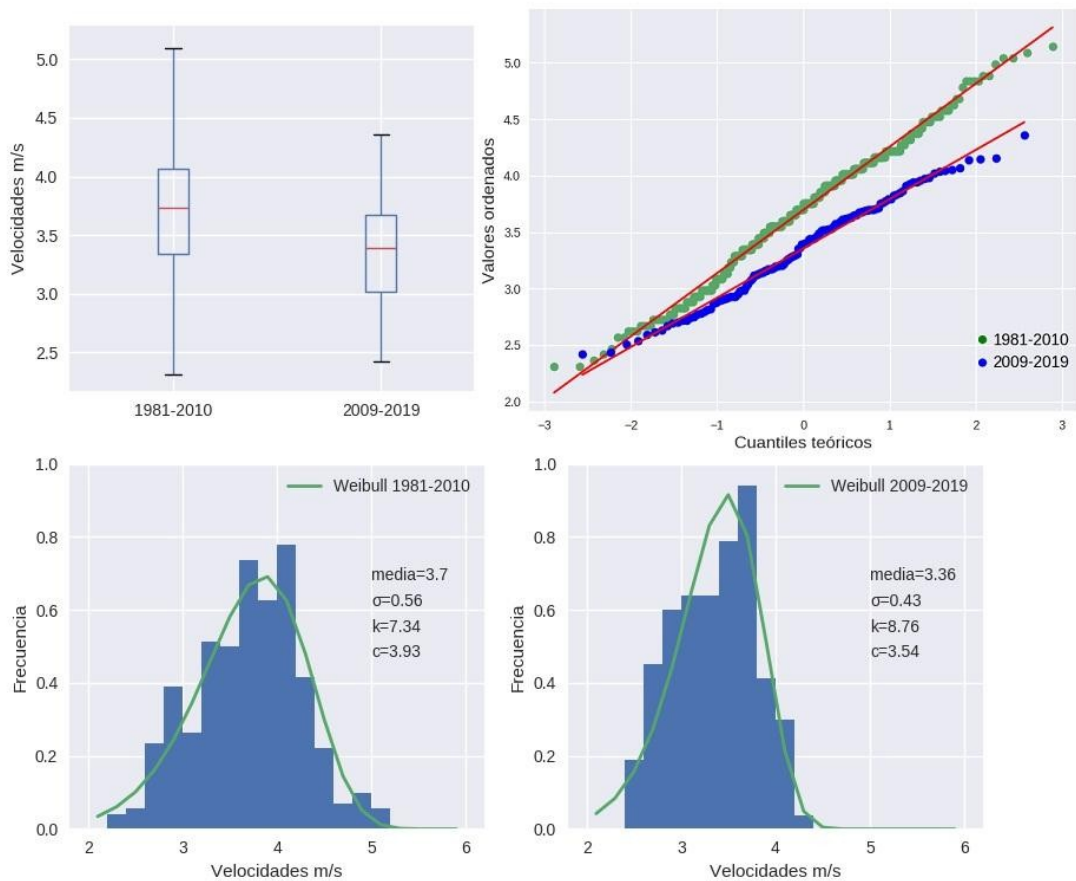 Velocidades m/s
5.0
4.5
4.0
3.5
3.0
2.5
1981-2010
2009-2019
Valores ordenados
5.0
4.5
4.0
3.5
3.0
2.5
2.0
1981-2010
2009-2019
−3
−2
−1
0
1
2
3
Cuantiles teóricos
Frecuencia
1.0
0.8
0.6
0.4
0.2
0.0
Weibull 1981-2010
media=3.7
σ=0.56
k=7.34
c=3.93
2
3
4
5
6
Velocidades m/s
Frecuencia
1.0
0.8
0.6
0.4
0.2
0.0
Weibull 2009-2019
media=3.36
σ=0.43
k=8.76
c=3.54
2
3
4
5
6
Velocidades m/s